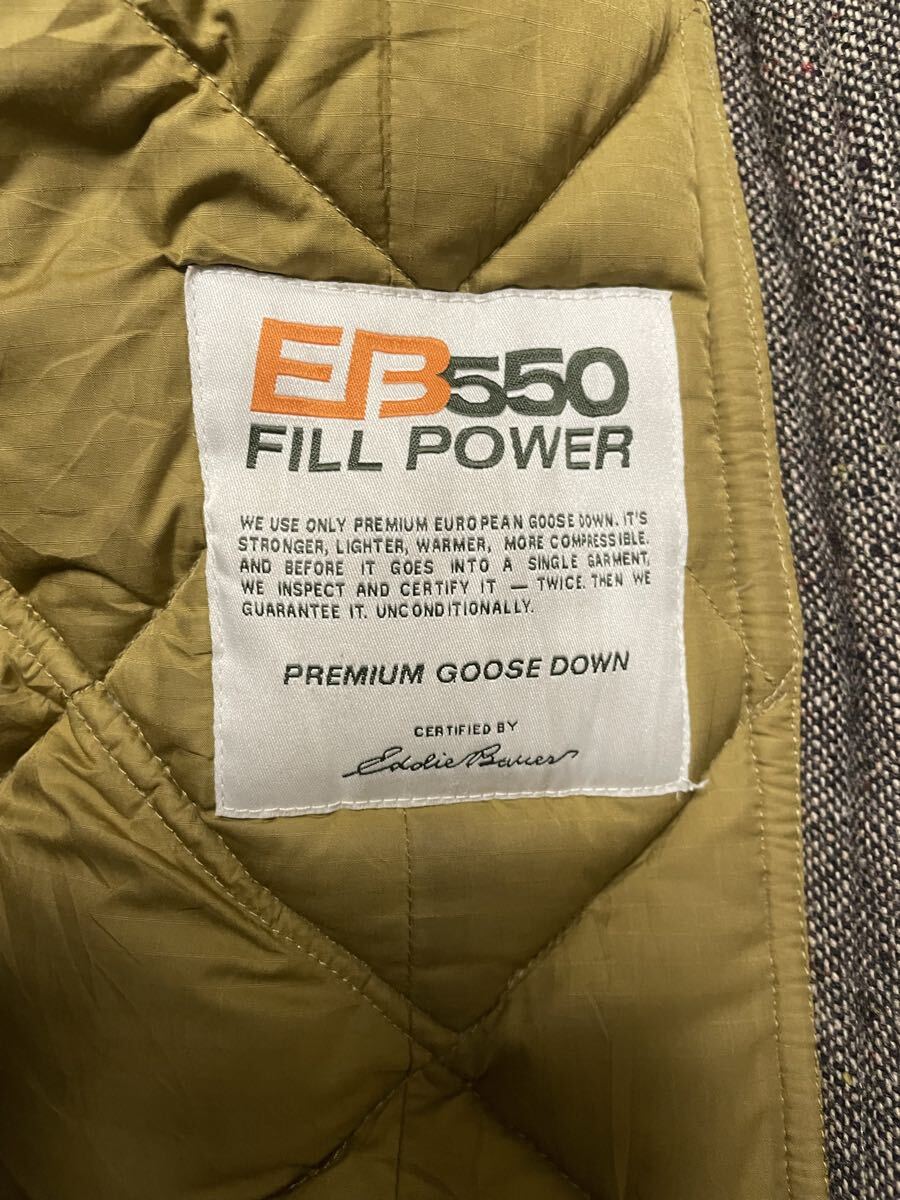 EB550
FILL POWER
WE USE ONLY PREMIUM EUROPEAN GOOSE DOWN. IT'S
STRONGER, LIGHTER, WARMER, MORE COMPRESSIBLE.
AND BEFORE IT GOES INTO A SINGLE GARMENT,
WE INSPECT AND CERTIFY IT — TWICE. THEN WE
GUARANTEE IT. UNCONDITIONALLY.
PREMIUM GOOSE DOWN
CERTIFIED BY
Eddie Bauer